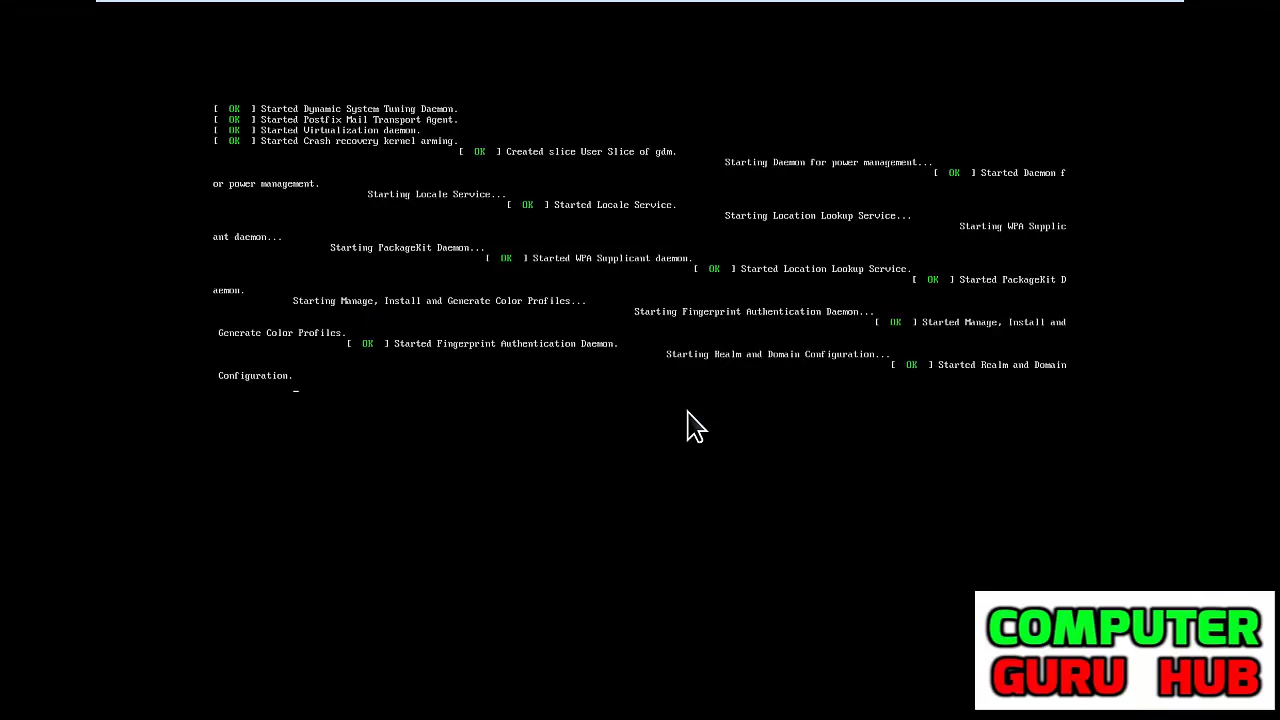 [  OK  ] Started Dynamic System Tuning Daemon.
[  OK  ] Started Postfix Mail Transport Agent.
[  OK  ] Started Virtualization daemon.
[  OK  ] Started Crash recovery kernel arming.
[  OK  ] Created slice User Slice of gdm.
Starting Daemon for power management...
[  OK  ] Started Daemon f
or power management.
Starting Locale Service...
[  OK  ] Started Locale Service.
Starting Location Lookup Service...
Starting WPA Supplic
ant daemon...
Starting PackageKit Daemon...
[  OK  ] Started WPA Supplicant daemon.
[  OK  ] Started Location Lookup Service.
[  OK  ] Started PackageKit D
aemon.
Starting Manage, Install and Generate Color Profiles...
Starting Fingerprint Authentication Daemon...
[  OK  ] Started Manage, Install and
Generate Color Profiles.
[  OK  ] Started Fingerprint Authentication Daemon.
Starting Realm and Domain Configuration...
[  OK  ] Started Realm and Domain
Configuration.
COMPUTER
GURU HUB